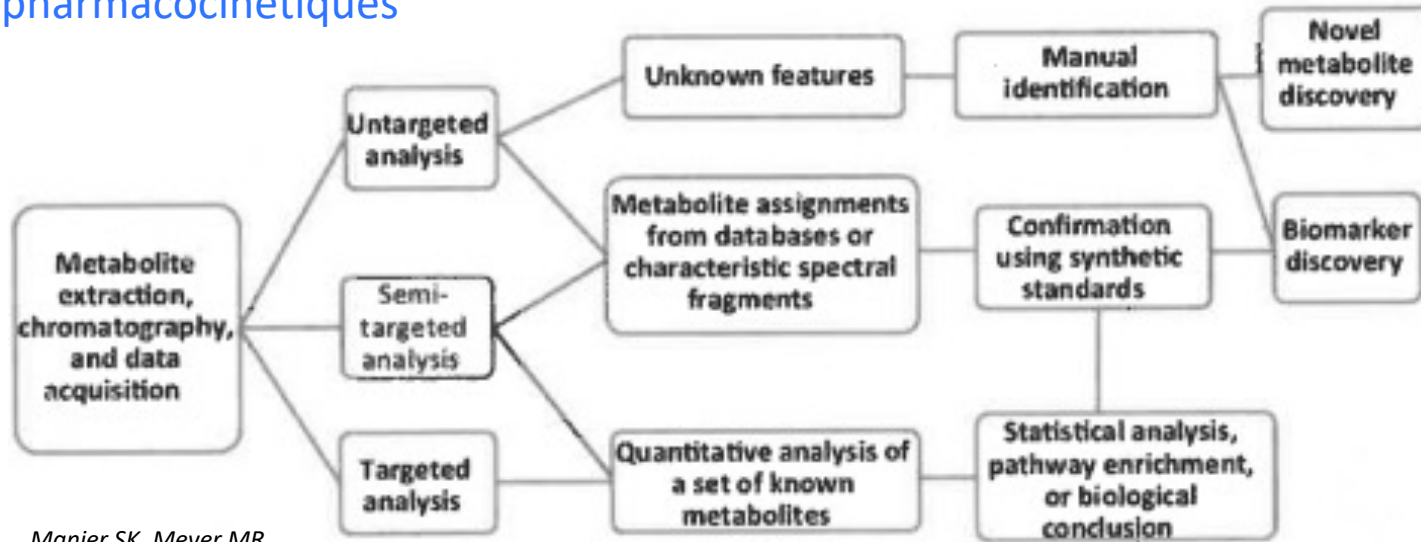 pharmacocinétiques
Unknown features
Manual
identification
Novel
metabolite
discovery
Untargeted
analysis
Metabolite assignments
from databases or
characteristic spectral
fragments
Confirmation
using synthetic
standards
Biomarker
discovery
Metabolite
extraction,
chromatography,
and data
acquisition
Semi-
targeted
analysis
Targeted
analysis
Quantitative analysis of
a set of known
metabolites
Statistical analysis,
pathway enrichment,
or biological
conclusion
Manier SK, Meyer MR